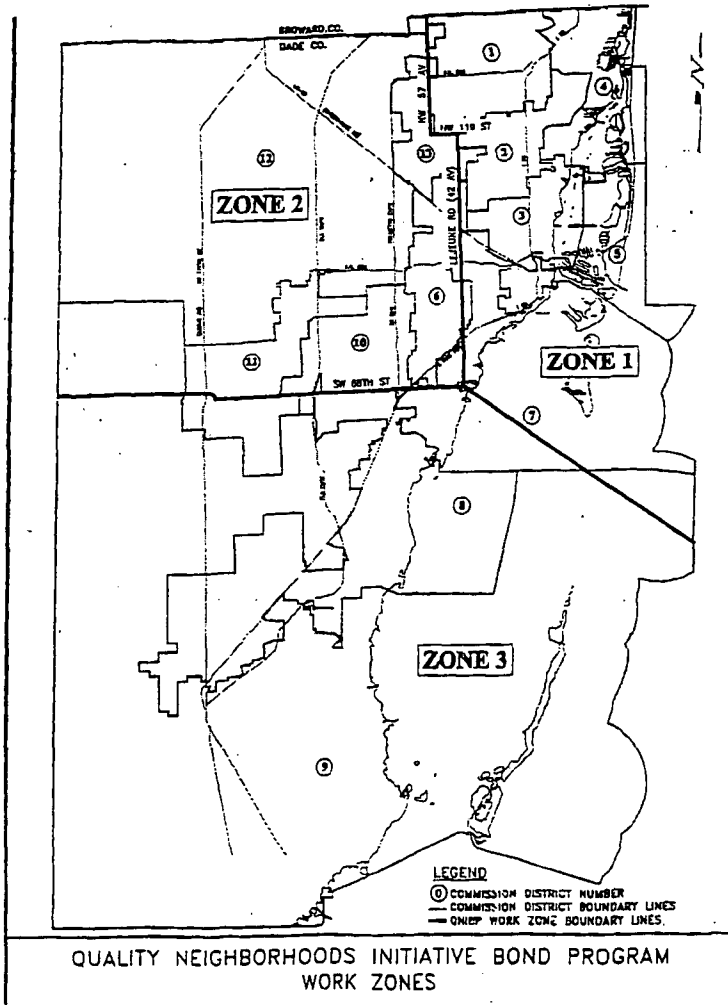 BROWARD CO.
DADE CO.
N
1
NW 57 AV
4
NW 119 ST
12
13
2
ZONE 2
LEJEUNE RD (42 AV)
3
5
6
10
11
ZONE 1
SW 88TH ST
7
8
ZONE 3
9
LEGEND
0 COMMISSION DISTRICT NUMBER
COMMISSION DISTRICT BOUNDARY LINES
QNIBP WORK ZONE BOUNDARY LINES.
QUALITY NEIGHBORHOODS INITIATIVE BOND PROGRAM
WORK ZONES